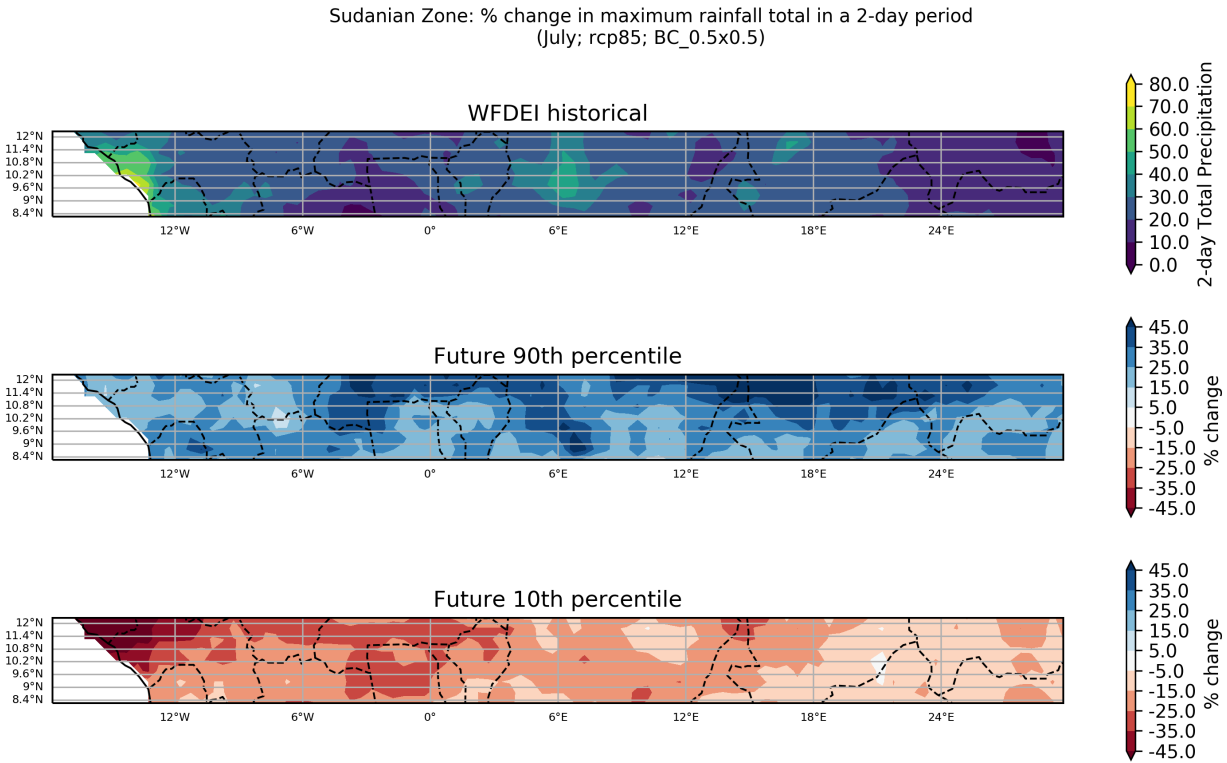 Sudanian Zone: % change in maximum rainfall total in a 2-day period
(July; rcp85; BC_0.5x0.5)
WFDEI historical
12°N
11.4°N
10.8°N
10.2°N
9.6°N
9°N
8.4°N
12°W 6°W 0° 6°E 12°E 18°E 24°E
80.0
70.0
60.0
50.0
40.0
30.0
20.0
10.0
0.0
2-day Total Precipitation
Future 90th percentile
12°N
11.4°N
10.8°N
10.2°N
9.6°N
9°N
8.4°N
12°W 6°W 0° 6°E 12°E 18°E 24°E
45.0
35.0
25.0
15.0
5.0
-5.0
-15.0
-25.0
-35.0
-45.0
% change
Future 10th percentile
12°N
11.4°N
10.8°N
10.2°N
9.6°N
9°N
8.4°N
12°W 6°W 0° 6°E 12°E 18°E 24°E
45.0
35.0
25.0
15.0
5.0
-5.0
-15.0
-25.0
-35.0
-45.0
% change